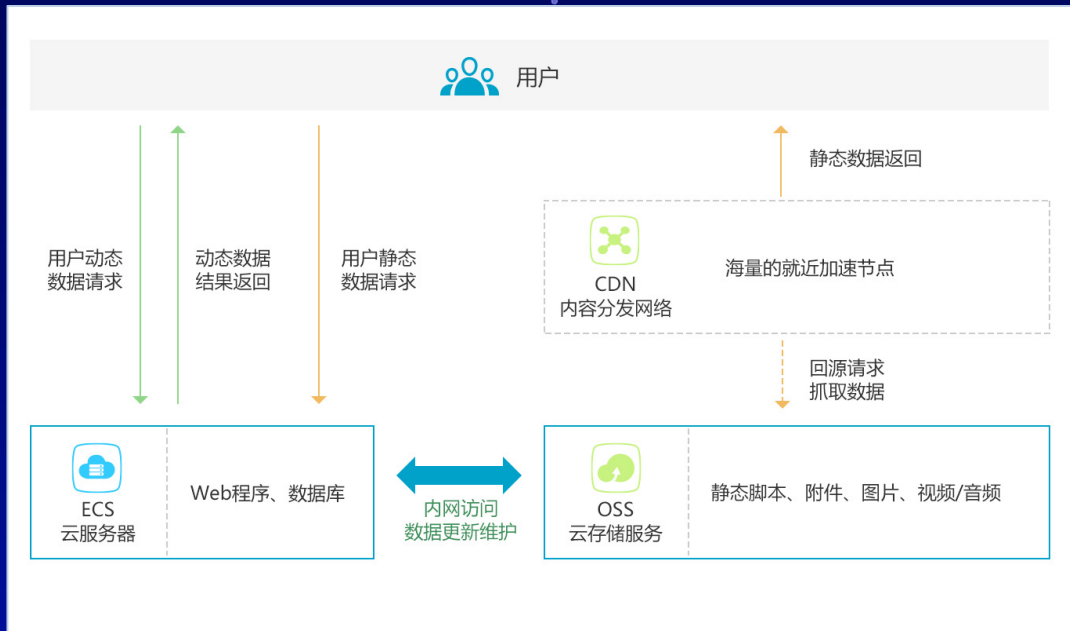 用户
静态数据返回
用户动态
数据请求
动态数据
结果返回
用户静态
数据请求
CDN
内容分发网络
海量的就近加速节点
回源请求
抓取数据
ECS
云服务器
Web程序、数据库
内网访问
数据更新维护
OSS
云存储服务
静态脚本、附件、图片、视频/音频